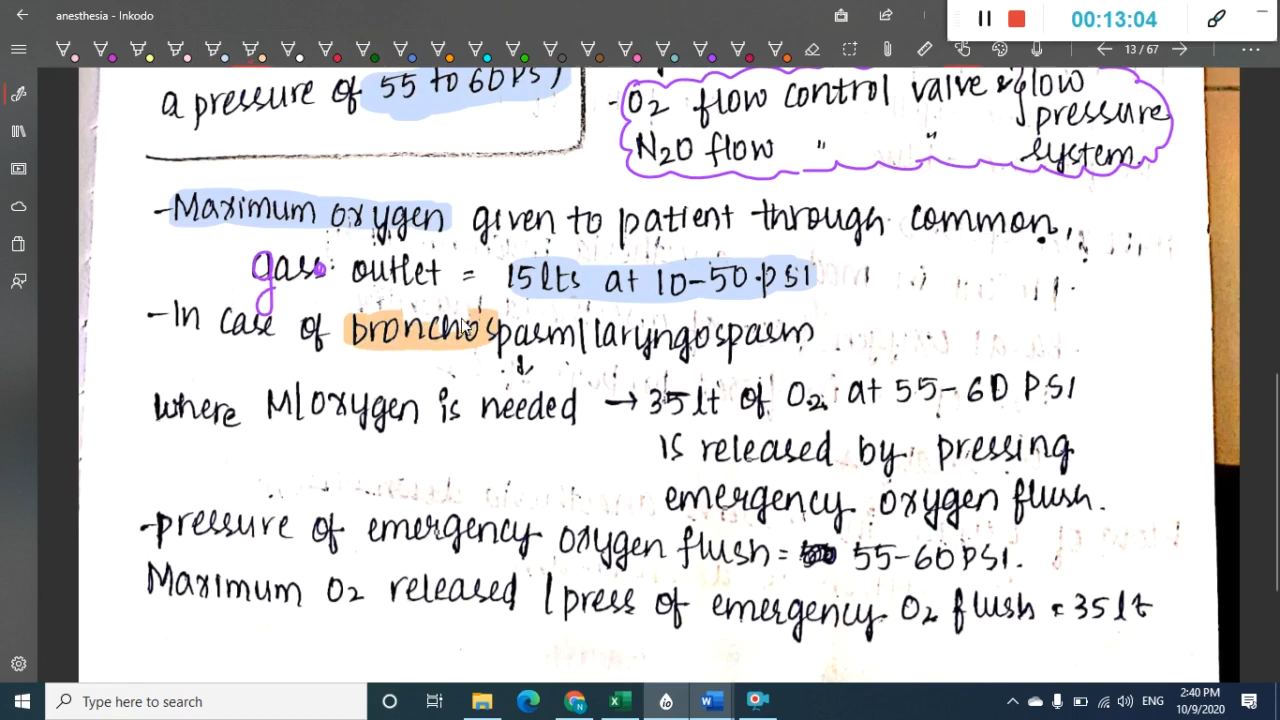 anesthesia - Inkodo
00:13:04
13 / 67
a pressure of 55 to 60 PSI
- O2 flow control valve
N2O flow " "
low
pressure
system.
- Maximum oxygen given to patient through common
gas outlet = 15 lts at 10-50 psi
- In case of bronchospasm/laryngospasm
where M/oxygen is needed → 35 lt of O2 at 55-60 PSI
is released by pressing
emergency oxygen flush.
- pressure of emergency oxygen flush = 55-60 PSI.
Maximum O2 released / press of emergency O2 flush = 35 lt
Type here to search
ENG
2:40 PM
10/9/2020